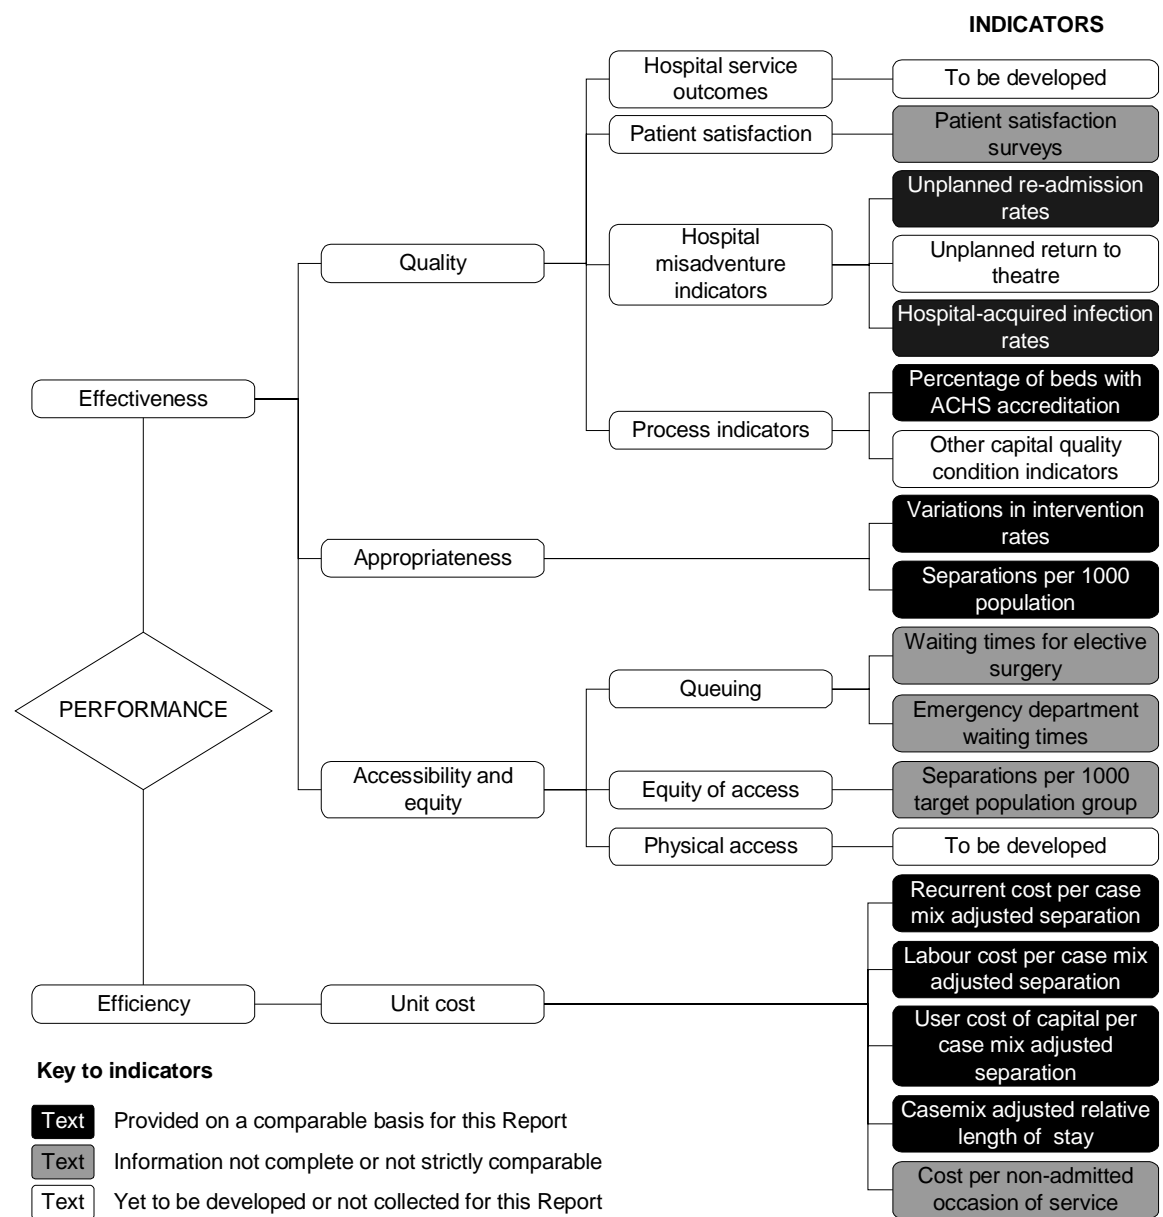 INDICATORS
Hospital service
outcomes
To be developed
Patient satisfaction
Patient satisfaction
surveys
Quality
Hospital
misadventure
indicators
Unplanned re-admission
rates
Unplanned return to
theatre
Hospital-acquired infection
rates
Effectiveness
Process indicators
Percentage of beds with
ACHS accreditation
Other capital quality
condition indicators
Appropriateness
Variations in intervention
rates
Separations per 1000
population
PERFORMANCE
Accessibility and
equity
Queuing
Waiting times for elective
surgery
Emergency department
waiting times
Equity of access
Separations per 1000
target population group
Physical access
To be developed
Efficiency
Unit cost
Recurrent cost per case
mix adjusted separation
Labour cost per case mix
adjusted separation
User cost of capital per
case mix adjusted
separation
Casemix adjusted relative
length of stay
Cost per non-admitted
occasion of service
Key to indicators
Text Provided on a comparable basis for this Report
Text Information not complete or not strictly comparable
Text Yet to be developed or not collected for this Report